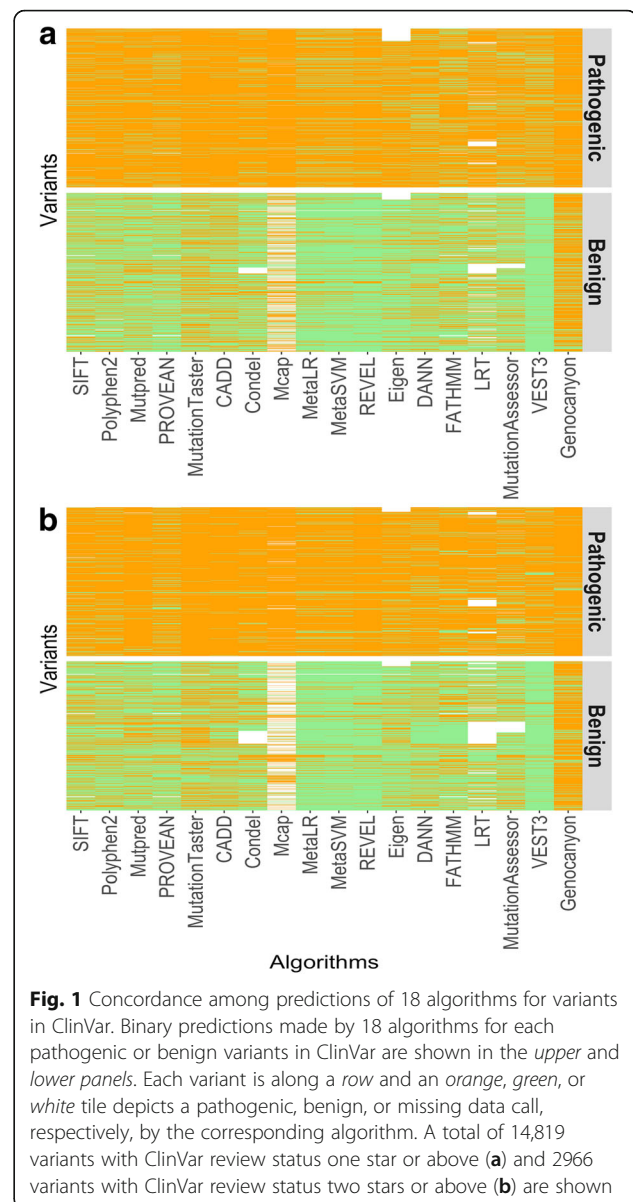 a
Pathogenic
Variants
Benign
SIFT
Polyphen2
Mutpred
PROVEAN
MutationTaster
CADD
Condel
Mcap
MetaLR
MetaSVM
REVEL
Eigen
DANN
FATHMM
LRT
MutationAssessor
VEST3
Genocanyon
b
Pathogenic
Variants
Benign
SIFT
Polyphen2
Mutpred
PROVEAN
MutationTaster
CADD
Condel
Mcap
MetaLR
MetaSVM
REVEL
Eigen
DANN
FATHMM
LRT
MutationAssessor
VEST3
Genocanyon
Algorithms
Fig. 1 Concordance among predictions of 18 algorithms for variants
in ClinVar. Binary predictions made by 18 algorithms for each
pathogenic or benign variants in ClinVar are shown in the upper and
lower panels. Each variant is along a row and an orange, green, or
white tile depicts a pathogenic, benign, or missing data call,
respectively, by the corresponding algorithm. A total of 14,819
variants with ClinVar review status one star or above (a) and 2966
variants with ClinVar review status two stars or above (b) are shown